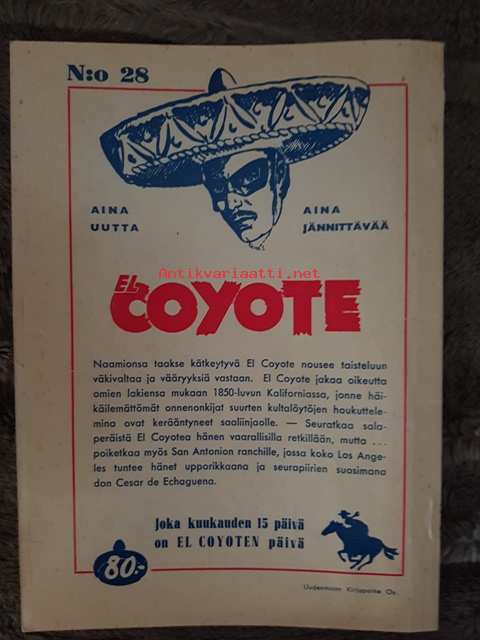 N:o 28
AINA
UUTTA
AINA
JÄNNITTÄVÄÄ
Antikvariaatti.net
EL
COYOTE
Naamionsa taakse kätkeytyvä El Coyote nousee taisteluun
väkivaltaa ja vääryyksiä vastaan. El Coyote jakaa oikeutta
omien lakiensa mukaan 1850-luvun Kaliforniassa, jonne häi-
käilemättömät onnenonkijat suurten kultalöytöjen houkuttele-
mina ovat kerääntyneet saaliinjaolle. — Seuratkaa sala-
peräistä El Coyotea hänen vaarallisilla retkillään, mutta ...
poiketkaa myös San Antonion ranchille, jossa koko Los Ange-
les tuntee hänet upporikkaana ja seurapiirien suosimana
don Cesar de Echaguena.
Joka kuukauden 15 päivä
on EL COYOTEN päivä
80:-
Uudenmaan Kirjapaino Oy.